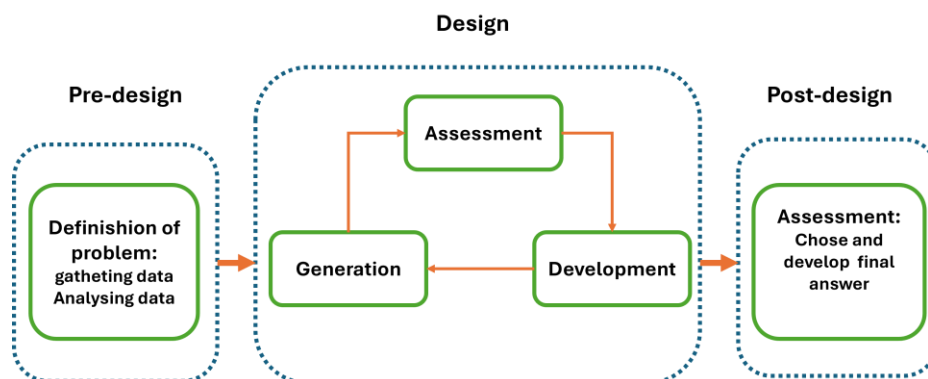 Design
Pre-design
Post-design
Assessment
Definishion of
problem:
gatheting data
Analysing data
Generation
Development
Assessment:
Chose and
develop final
answer